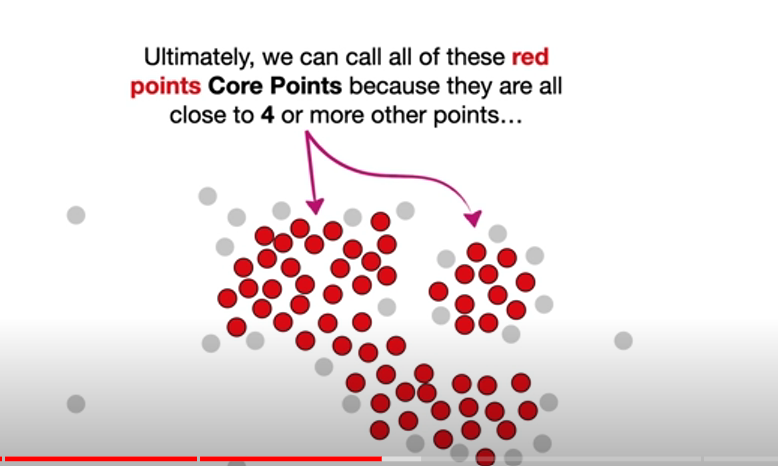 Ultimately, we can call all of these red
points Core Points because they are all
close to 4 or more other points...